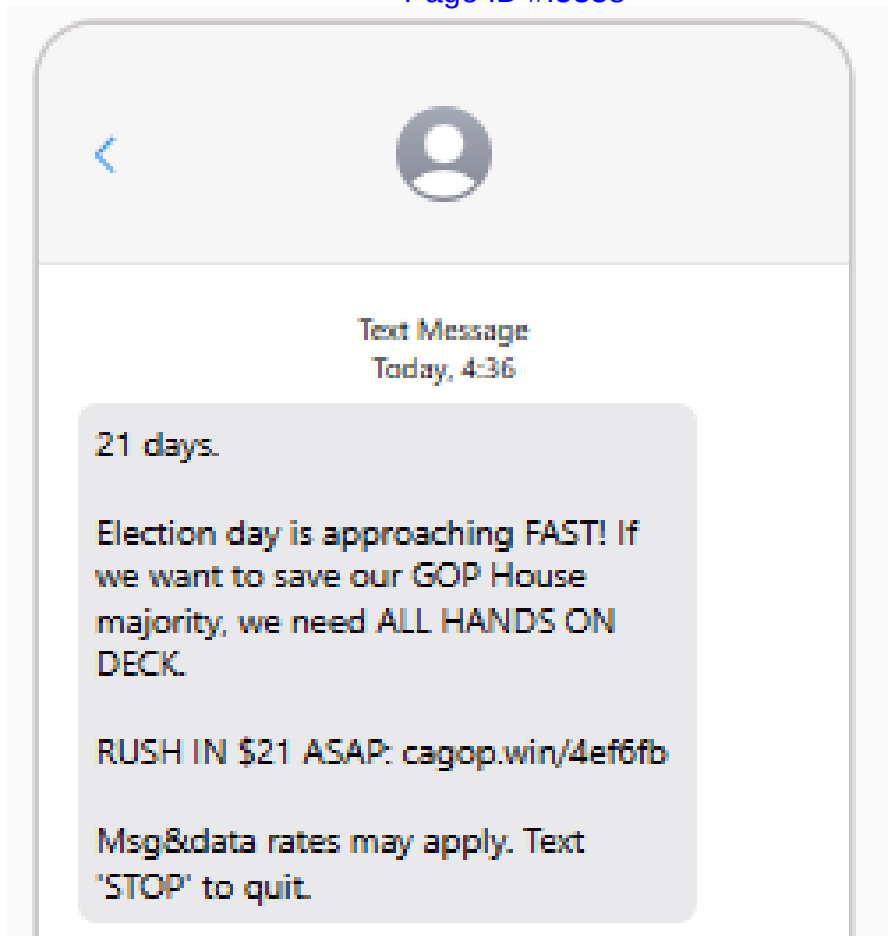 Text Message
Today, 4:36
21 days.
Election day is approaching FAST! If
we want to save our GOP House
majority, we need ALL HANDS ON
DECK.
RUSH IN $21 ASAP: cagop.win/4ef6fb
Msg&data rates may apply. Text
'STOP' to quit.